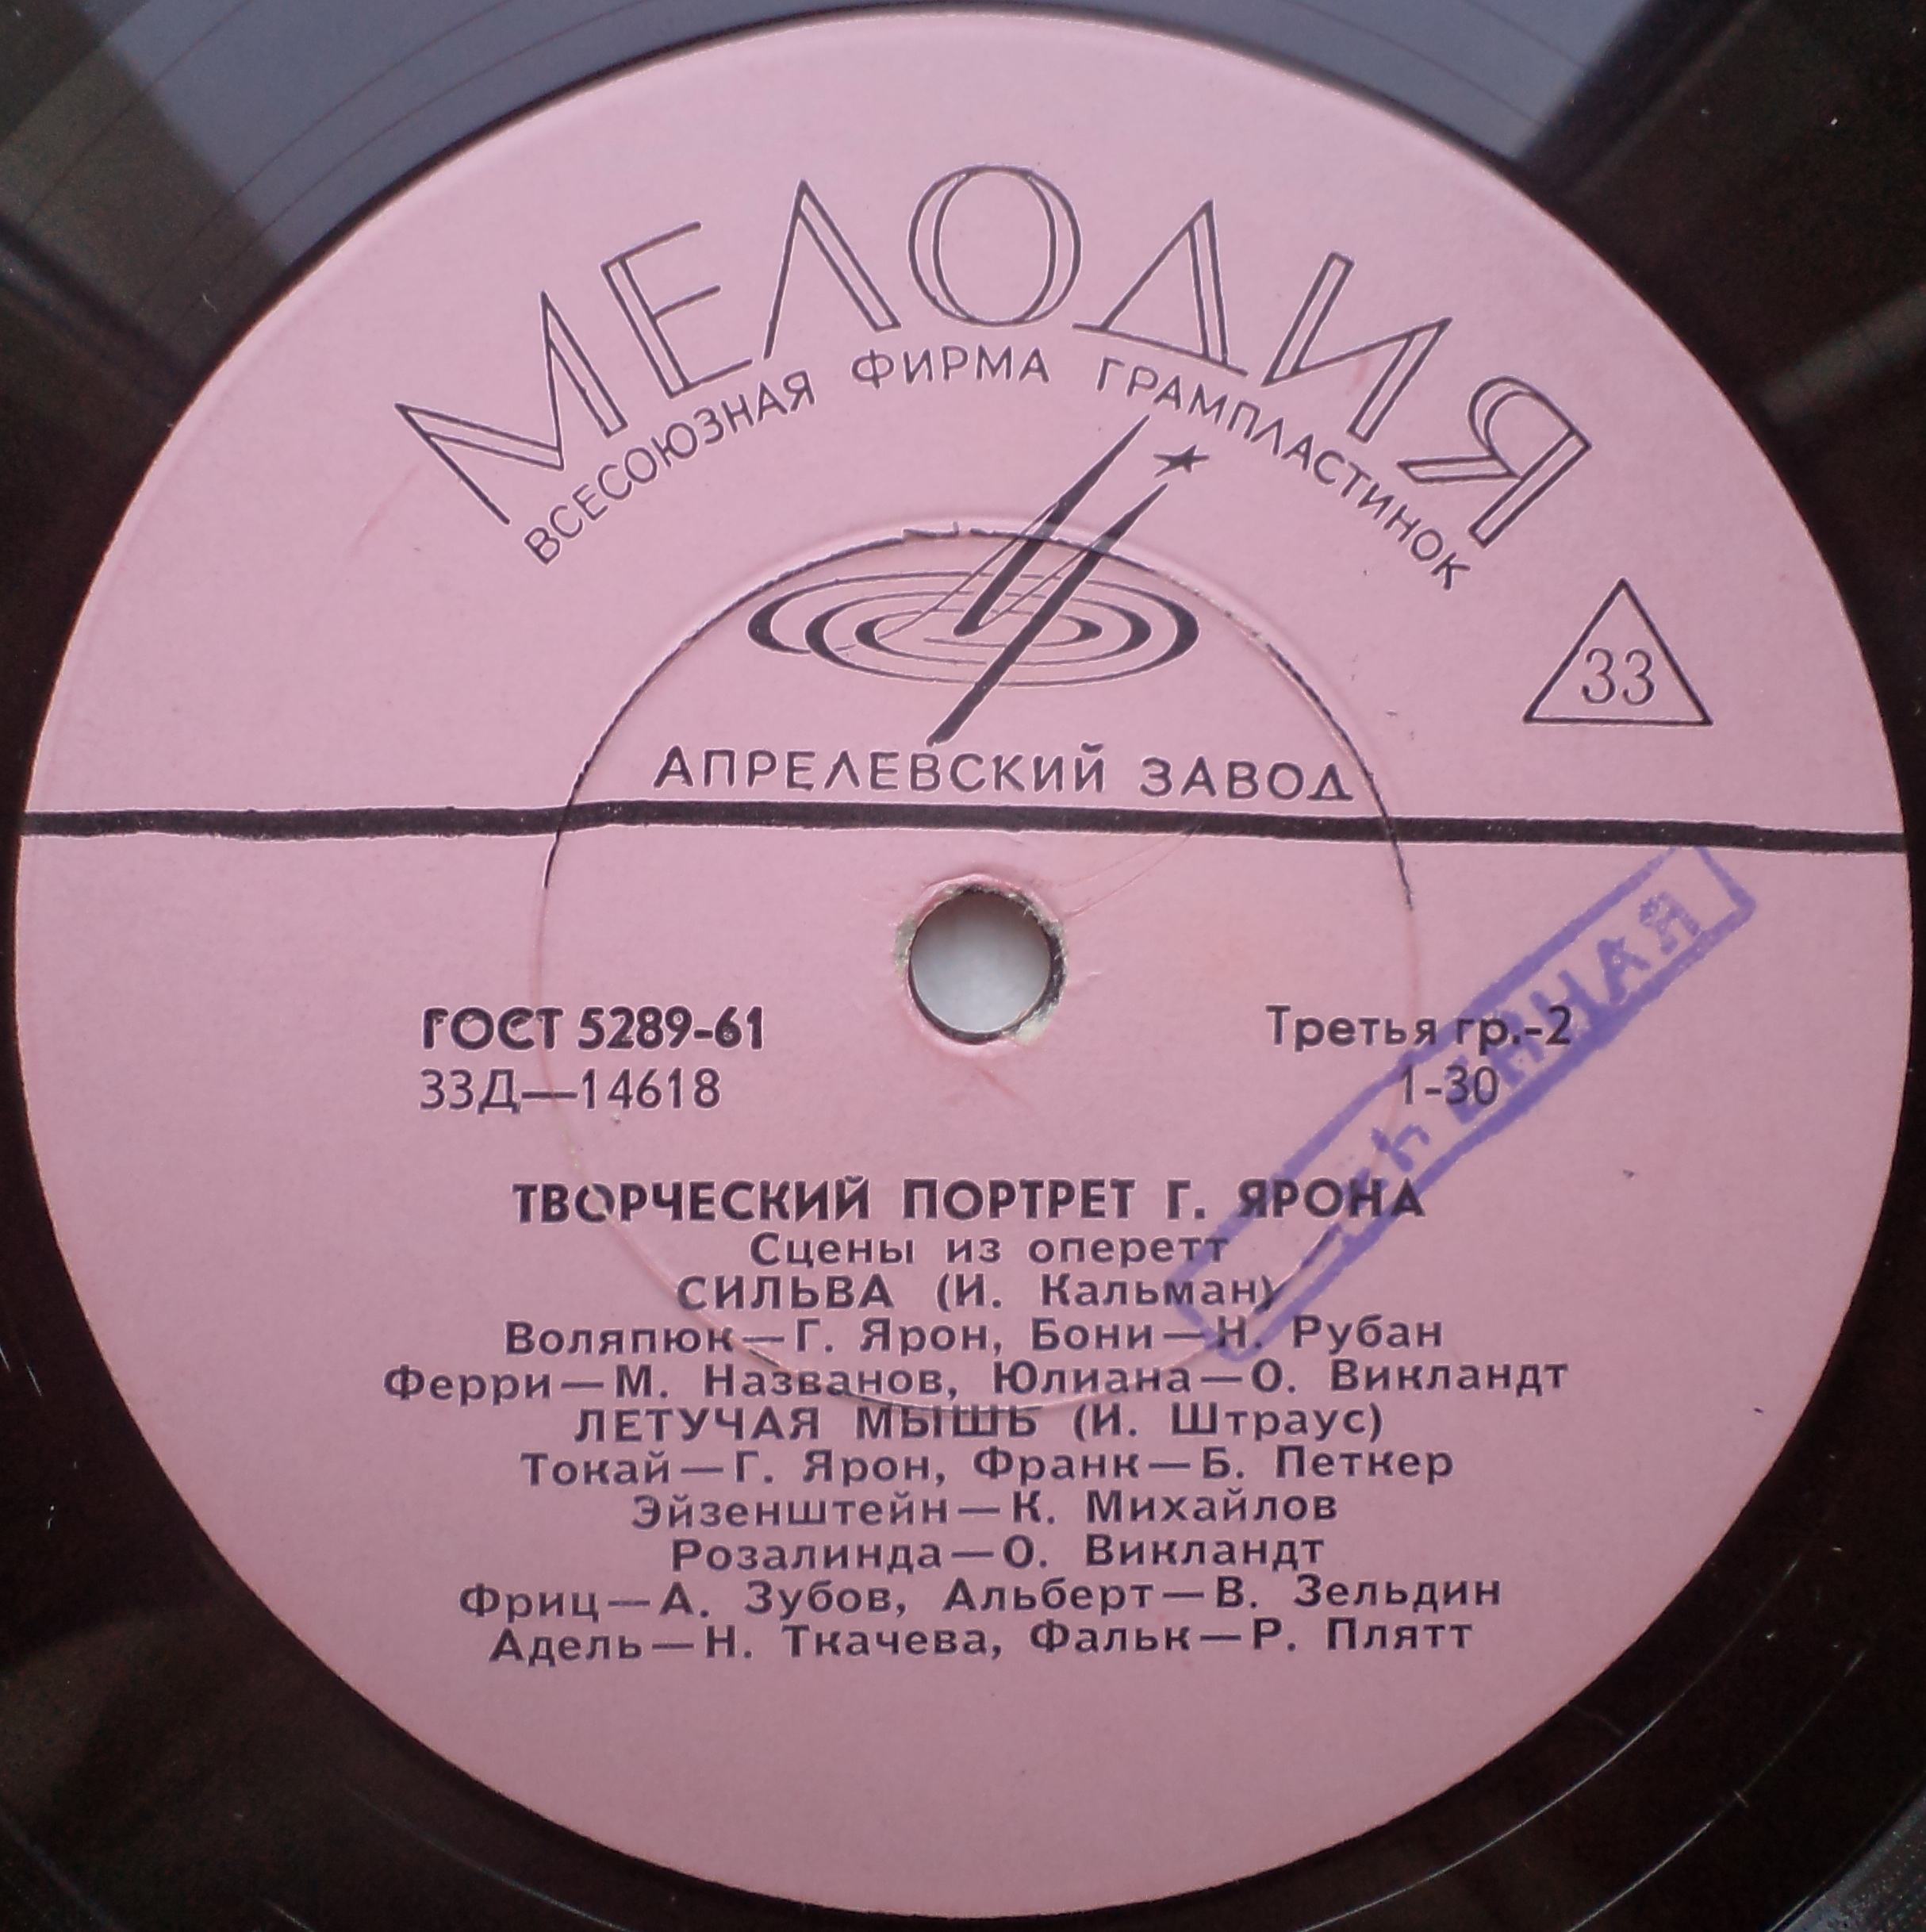 МЕЛОДИЯ
ВСЕСОЮЗНАЯ ФИРМА ГРАМПЛАСТИНОК
33
АПРЕЛЕВСКИЙ ЗАВОД
ГОСТ 5289-61
Третья гр.-2
33Д—14618
1-30
ТВОРЧЕСКИЙ ПОРТРЕТ Г. ЯРОНА
Сцены из оперетт
СИЛЬВА (И. Кальман)
Воляпюк—Г. Ярон, Бони—Н. Рубан
Ферри—М. Названов, Юлиана—О. Викландт
ЛЕТУЧАЯ МЫШЬ (И. Штраус)
Токай—Г. Ярон, Франк—Б. Петкер
Эйзенштейн—К. Михайлов
Розалинда—О. Викландт
Фриц—А. Зубов, Альберт—В. Зельдин
Адель—Н. Ткачева, Фальк—Р. Плятт